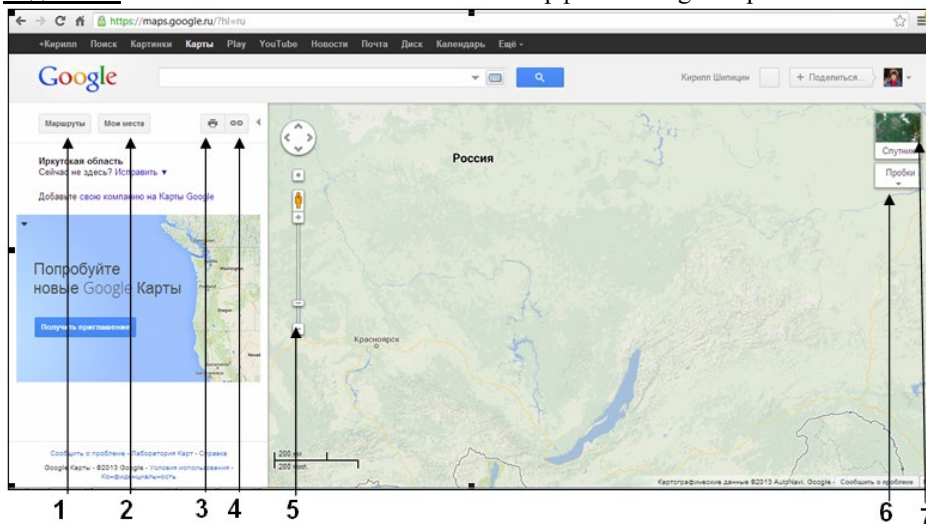 https://maps.google.ru/?hl=ru
+Кирилл Поиск Картинки Карты Play YouTube Новости Почта Диск Календарь Ещё
Google
Кирилл Шипицин + Поделиться...
Маршруты Мои места
Иркутская область
Сейчас не здесь? Исправить
Добавьте свою компанию на Карты Google
Попробуйте
новые Google Карты
Получить приглашение
Сообщить о проблеме - Лаборатория Карт - Справка
Google Карты - ©2013 Google - Условия использования -
Конфиденциальность
Россия
Красноярск
Спутник
Пробки
200 км
200 мил.
Картографические данные ©2013 AutoNavi, Google - Сообщить о проблеме
1 2 3 4 5 6 7